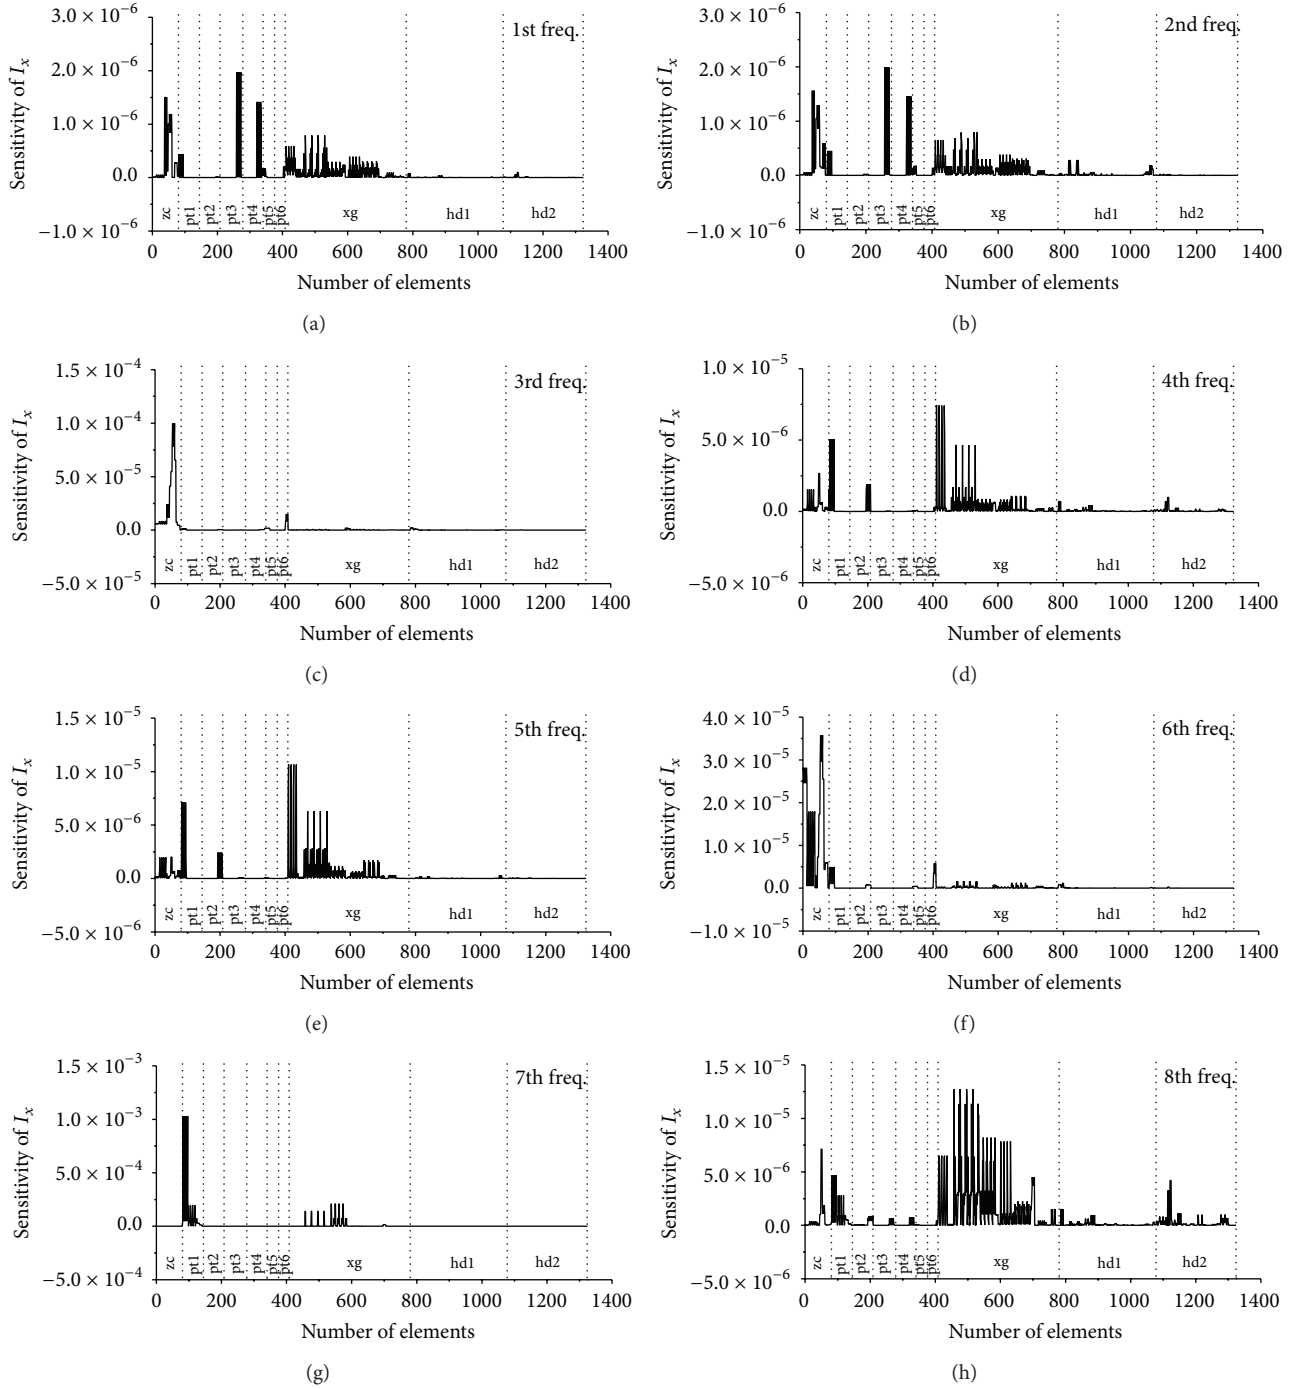 3.0 × 10⁻⁶
2.0 × 10⁻⁶
1.0 × 10⁻⁶
0.0
−1.0 × 10⁻⁶
Sensitivity of Iₓ
1st freq.
zc pt1 pt2 pt3 pt4 pt5 pt6 xg hd1 hd2
0 200 400 600 800 1000 1200 1400
Number of elements
(a)
3.0 × 10⁻⁶
2.0 × 10⁻⁶
1.0 × 10⁻⁶
0.0
−1.0 × 10⁻⁶
Sensitivity of Iₓ
2nd freq.
zc pt1 pt2 pt3 pt4 pt5 pt6 xg hd1 hd2
0 200 400 600 800 1000 1200 1400
Number of elements
(b)
1.5 × 10⁻⁴
1.0 × 10⁻⁴
5.0 × 10⁻⁵
0.0
−5.0 × 10⁻⁵
Sensitivity of Iₓ
3rd freq.
zc pt1 pt2 pt3 pt4 pt5 pt6 xg hd1 hd2
0 200 400 600 800 1000 1200 1400
Number of elements
(c)
1.0 × 10⁻⁵
5.0 × 10⁻⁶
0.0
−5.0 × 10⁻⁶
Sensitivity of Iₓ
4th freq.
zc pt1 pt2 pt3 pt4 pt5 pt6 xg hd1 hd2
0 200 400 600 800 1000 1200 1400
Number of elements
(d)
1.5 × 10⁻⁵
1.0 × 10⁻⁵
5.0 × 10⁻⁶
0.0
−5.0 × 10⁻⁶
Sensitivity of Iₓ
5th freq.
zc pt1 pt2 pt3 pt4 pt5 pt6 xg hd1 hd2
0 200 400 600 800 1000 1200 1400
Number of elements
(e)
4.0 × 10⁻⁵
3.0 × 10⁻⁵
2.0 × 10⁻⁵
1.0 × 10⁻⁵
0.0
−1.0 × 10⁻⁵
Sensitivity of Iₓ
6th freq.
zc pt1 pt2 pt3 pt4 pt5 pt6 xg hd1 hd2
0 200 400 600 800 1000 1200 1400
Number of elements
(f)
1.5 × 10⁻³
1.0 × 10⁻³
5.0 × 10⁻⁴
0.0
−5.0 × 10⁻⁴
Sensitivity of Iₓ
7th freq.
zc pt1 pt2 pt3 pt4 pt5 pt6 xg hd1 hd2
0 200 400 600 800 1000 1200 1400
Number of elements
(g)
1.5 × 10⁻⁵
1.0 × 10⁻⁵
5.0 × 10⁻⁶
0.0
−5.0 × 10⁻⁶
Sensitivity of Iₓ
8th freq.
zc pt1 pt2 pt3 pt4 pt5 pt6 xg hd1 hd2
0 200 400 600 800 1000 1200 1400
Number of elements
(h)